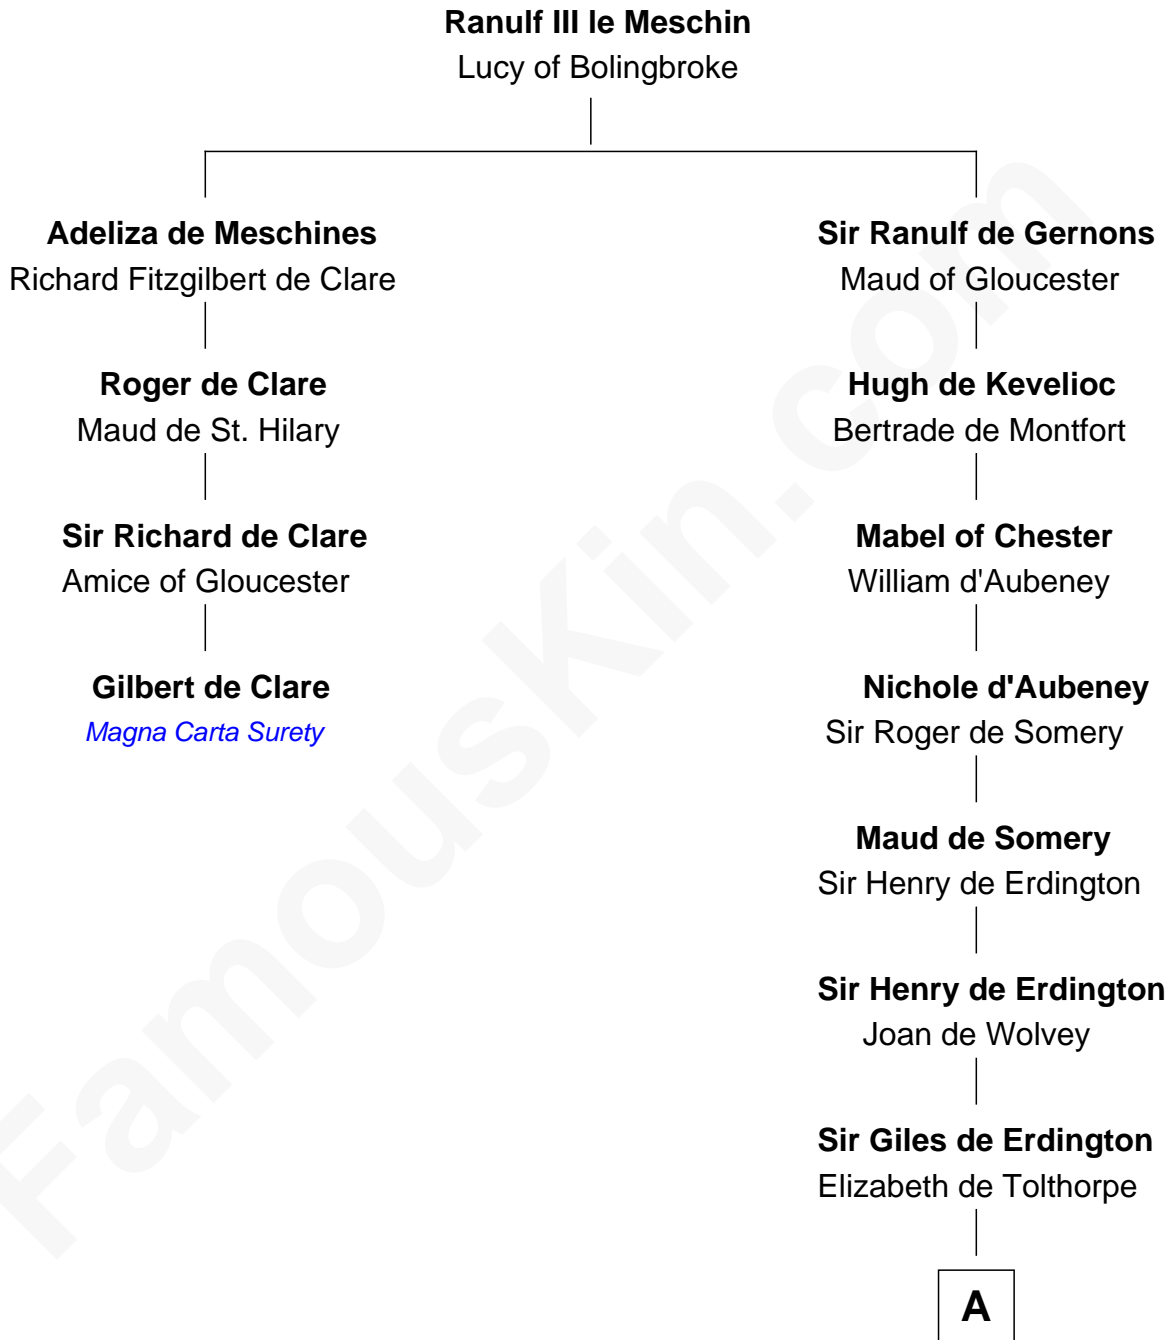 Ranulf III le Meschin
Lucy of Bolingbroke
Adeliza de Meschines
Richard Fitzgilbert de Clare
Roger de Clare
Maud de St. Hilary
Sir Richard de Clare
Amice of Gloucester
Gilbert de Clare
Magna Carta Surety
Sir Ranulf de Gernons
Maud of Gloucester
Hugh de Kevelioc
Bertrade de Montfort
Mabel of Chester
William d'Aubeney
Nichole d'Aubeney
Sir Roger de Somery
Maud de Somery
Sir Henry de Erdington
Sir Henry de Erdington
Joan de Wolvey
Sir Giles de Erdington
Elizabeth de Tolthorpe
A
FamousKin.com